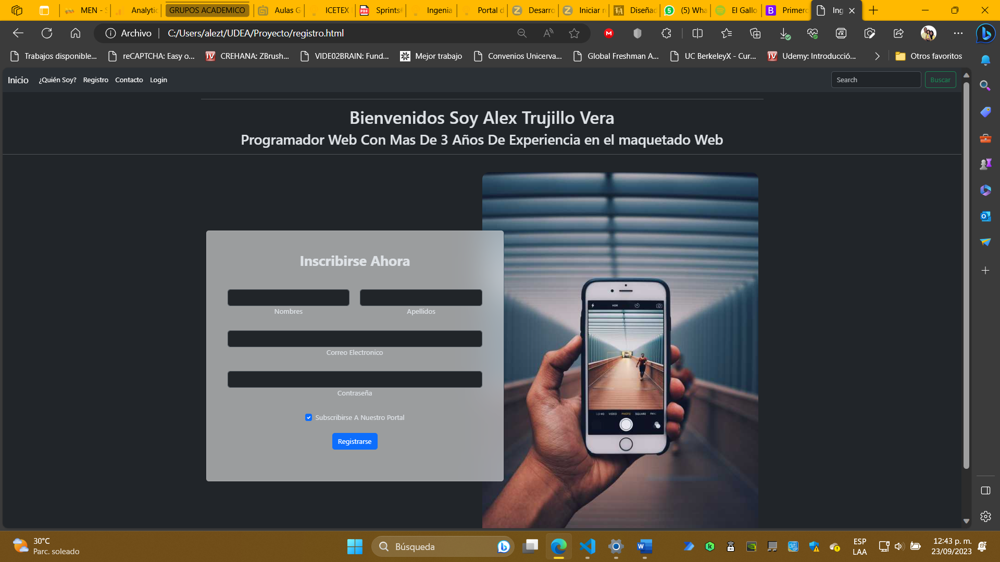 MEN - S
Analytic
GRUPOS ACADEMICO
Aulas G
ICETEX
Sprints#
Ingenia
Portal d
Desarro
Iniciar r
Diseñad
(5) Wha
El Gallo
Primero
Ing
Archivo
C:/Users/alezt/UDEA/Proyecto/registro.html
Trabajos disponible...
reCAPTCHA: Easy o...
CREHANA: ZBrush...
VIDE02BRAIN: Fund...
Mejor trabajo
Convenios Unicerva...
Global Freshman A...
UC BerkeleyX - Cur...
Udemy: Introducció...
Otros favoritos
Inicio
¿Quién Soy?
Registro
Contacto
Login
Search
Buscar
Bienvenidos Soy Alex Trujillo Vera
Programador Web Con Mas De 3 Años De Experiencia en el maquetado Web
Inscribirse Ahora
Nombres
Apellidos
Correo Electronico
Contraseña
Subscribirse A Nuestro Portal
Registrarse
HDR
VIDEO
PHOTO
SQUARE
30°C
Parc. soleado
Búsqueda
ESP
LAA
12:43 p. m.
23/09/2023